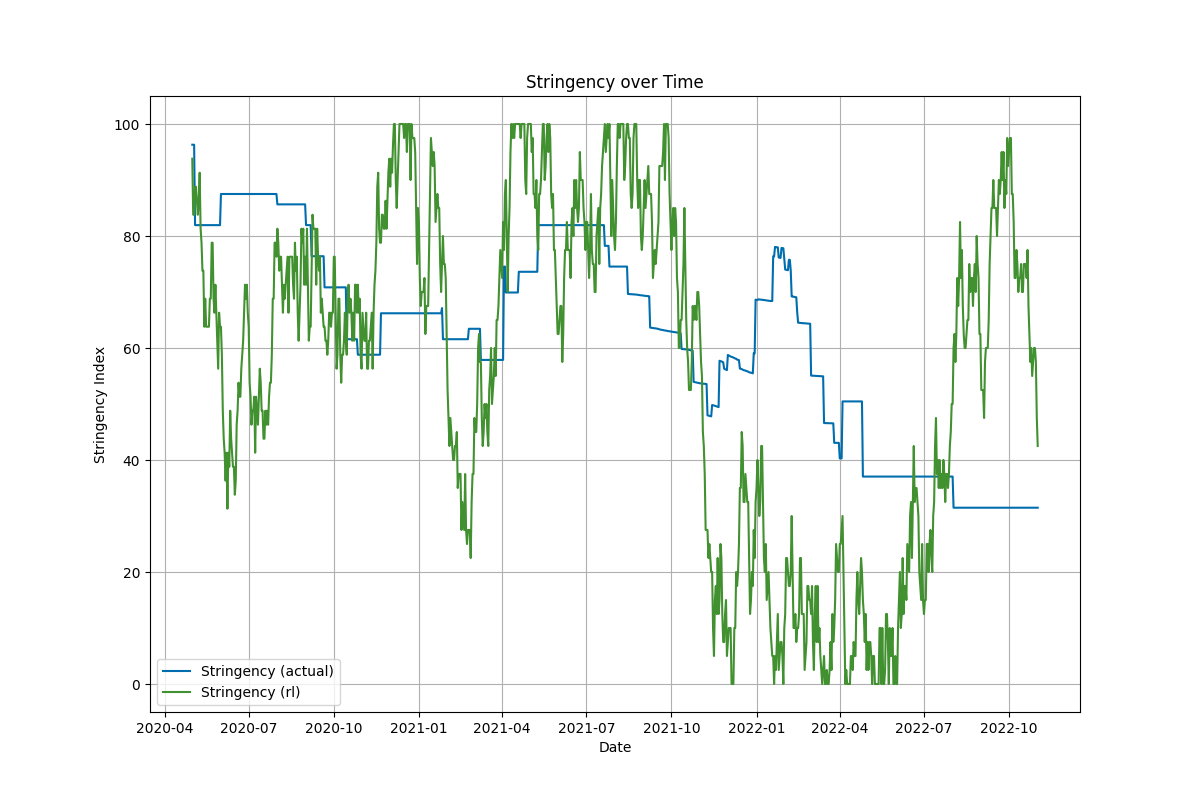 Stringency over Time
Stringency Index
100
80
60
40
20
0
Stringency (actual)
Stringency (rl)
2020-04 2020-07 2020-10 2021-01 2021-04 2021-07 2021-10 2022-01 2022-04 2022-07 2022-10
Date